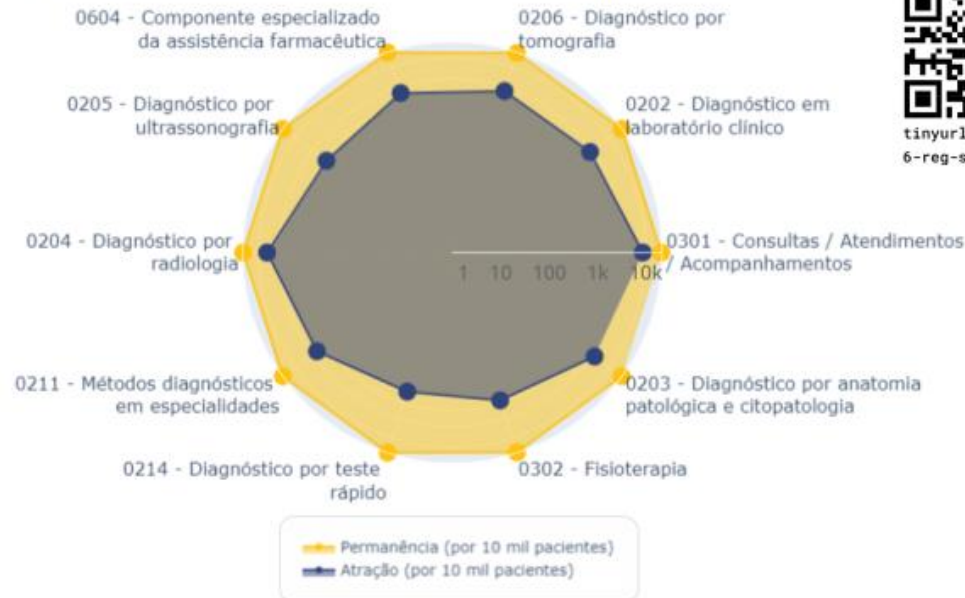 0604 - Componente especializado
da assistência farmacêutica
0206 - Diagnóstico por
tomografia
0205 - Diagnóstico por
ultrassonografia
0202 - Diagnóstico em
laboratório clínico
tinyurl
6-reg-s
0204 - Diagnóstico por
radiologia
0301 - Consultas / Atendimentos
/ Acompanhamentos
1 10 100 1k 10k
0211 - Métodos diagnósticos
em especialidades
0203 - Diagnóstico por anatomia
patológica e citopatologia
0214 - Diagnóstico por teste
rápido
0302 - Fisioterapia
Permanência (por 10 mil pacientes)
Atração (por 10 mil pacientes)